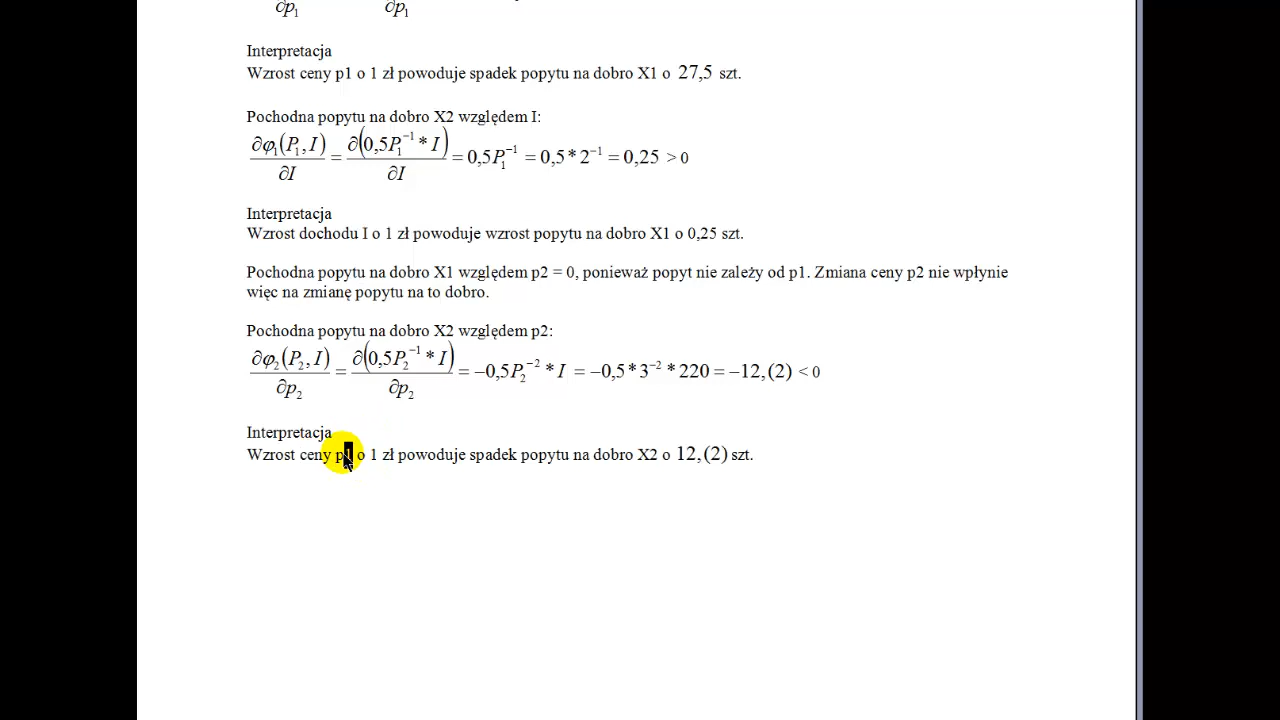 ∂p₁ ∂p₁
Interpretacja
Wzrost ceny p1 o 1 zł powoduje spadek popytu na dobro X1 o 27,5 szt.
Pochodna popytu na dobro X2 względem I:
∂φ₁(P₁, I)/∂I = ∂(0,5P₁⁻¹ * I)/∂I = 0,5P₁⁻¹ = 0,5 * 2⁻¹ = 0,25 > 0
Interpretacja
Wzrost dochodu I o 1 zł powoduje wzrost popytu na dobro X1 o 0,25 szt.
Pochodna popytu na dobro X1 względem p2 = 0, ponieważ popyt nie zależy od p1. Zmiana ceny p2 nie wpłynie
więc na zmianę popytu na to dobro.
Pochodna popytu na dobro X2 względem p2:
∂φ₂(P₂, I)/∂p₂ = ∂(0,5P₂⁻¹ * I)/∂p₂ = −0,5P₂⁻² * I = −0,5 * 3⁻² * 220 = −12,(2) < 0
Interpretacja
Wzrost ceny p1 o 1 zł powoduje spadek popytu na dobro X2 o 12,(2) szt.